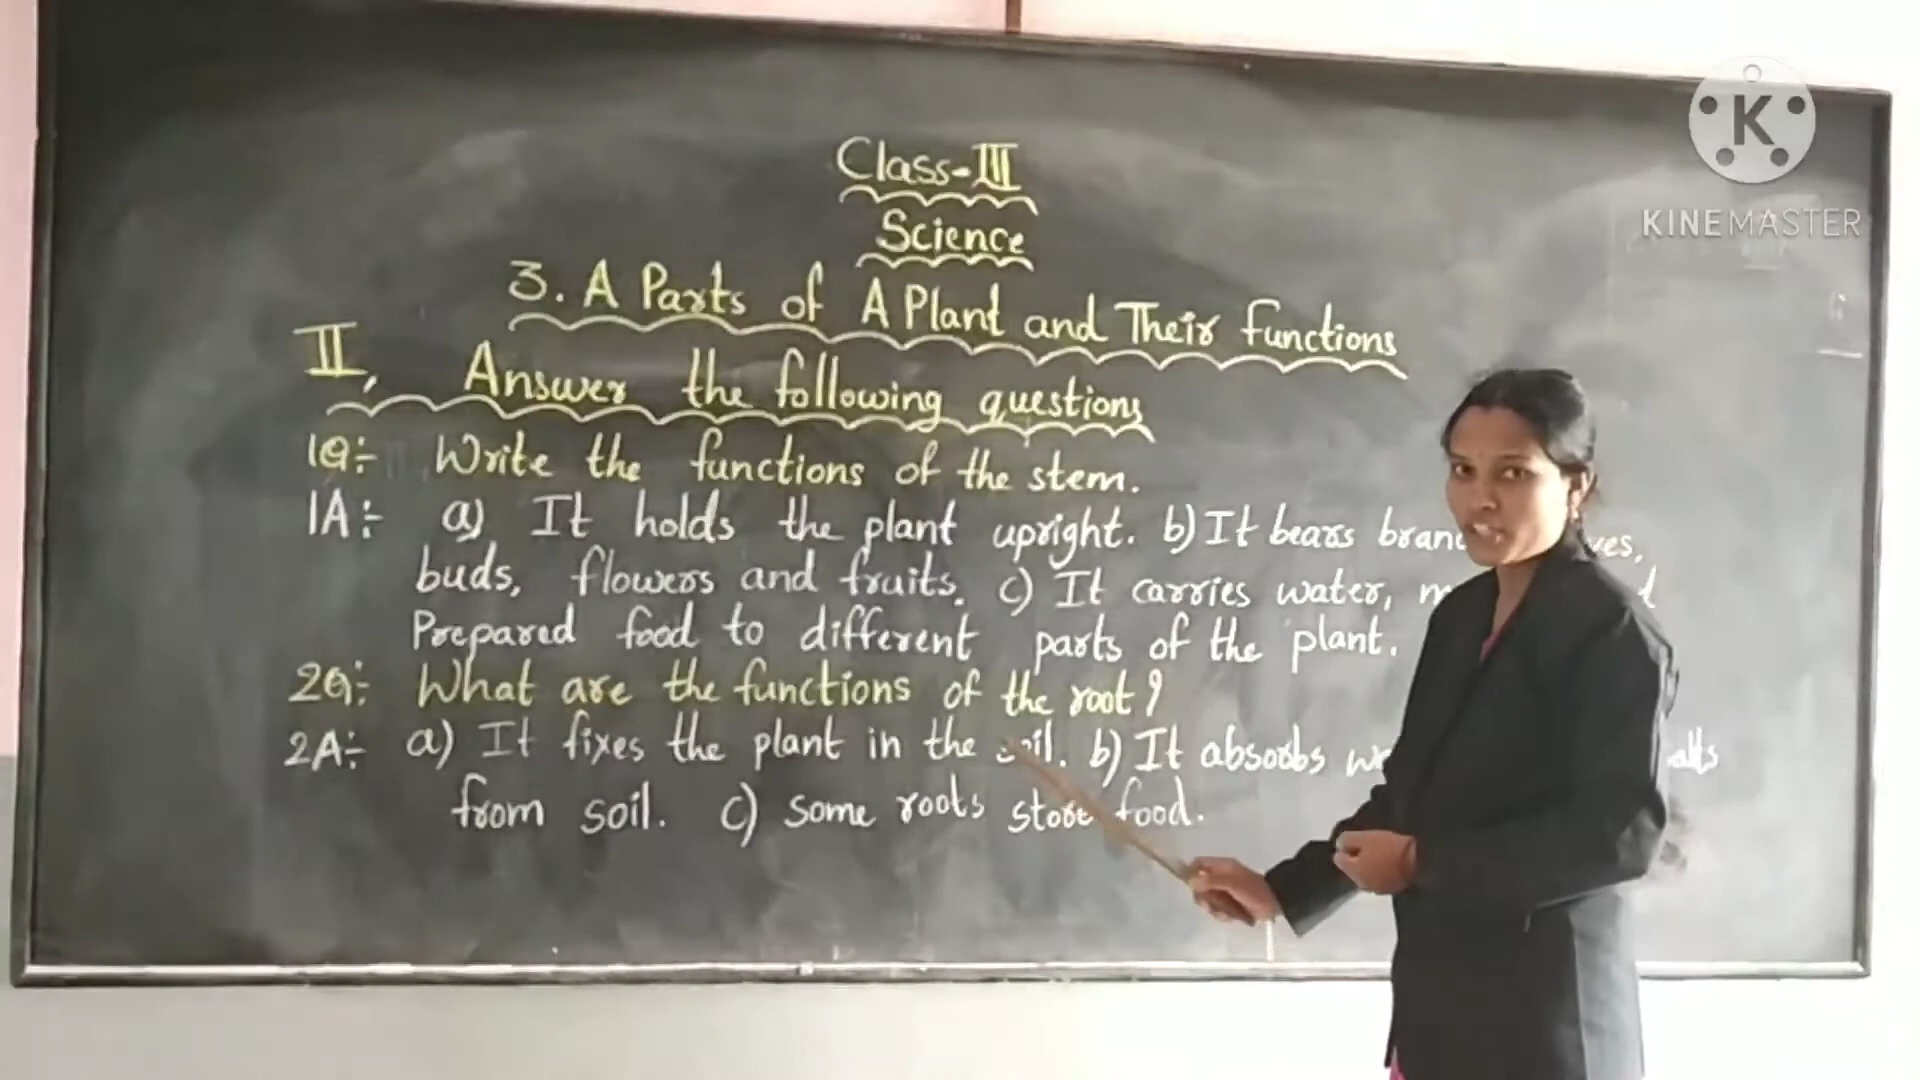 Class-III
Science
3. A Parts of A Plant and Their functions
II, Answer the following questions
1Q:- Write the functions of the stem.
1A:- a) It holds the plant upright. b) It bears
buds, flowers and fruits. c) It carries water,
Prepared food to different parts of the plant.
2Q:- What are the functions of the root?
2A:- a) It fixes the plant in the soil. b) It absorbs
from soil. c) Some roots store food.
K
KINEMASTER